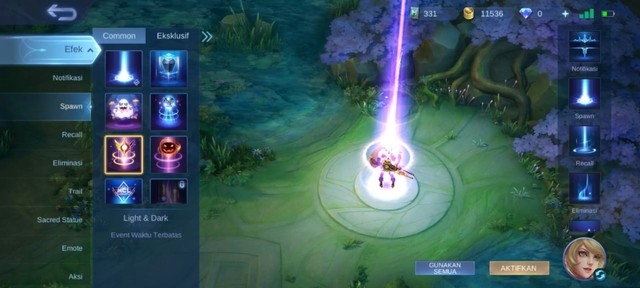 331
11536
0
Common
Eksklusif
Efek
Notifikasi
Spawn
Recall
Eliminasi
Trail
Sacred Statue
Emote
Aksi
Light & Dark
Event Waktu Terbatas
Notifikasi
Spawn
Recall
Eliminasi
GUNAKAN
SEMUA
AKTIFKAN